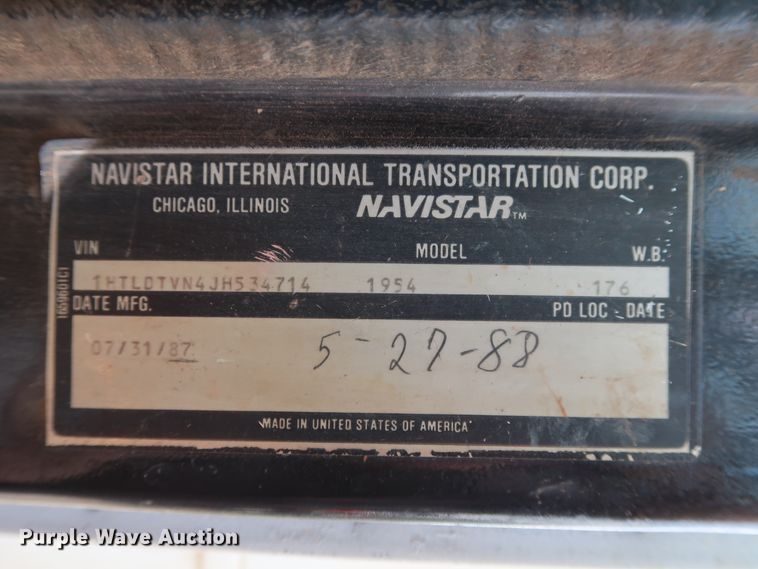 NAVISTAR INTERNATIONAL TRANSPORTATION CORP.
CHICAGO, ILLINOIS NAVISTAR™
VIN MODEL W.B.
1HTLDTVN4JH534714 1954 176
DATE MFG. PD LOC - DATE
07/31/87 5-27-88
MADE IN UNITED STATES OF AMERICA
Purple Wave Auction